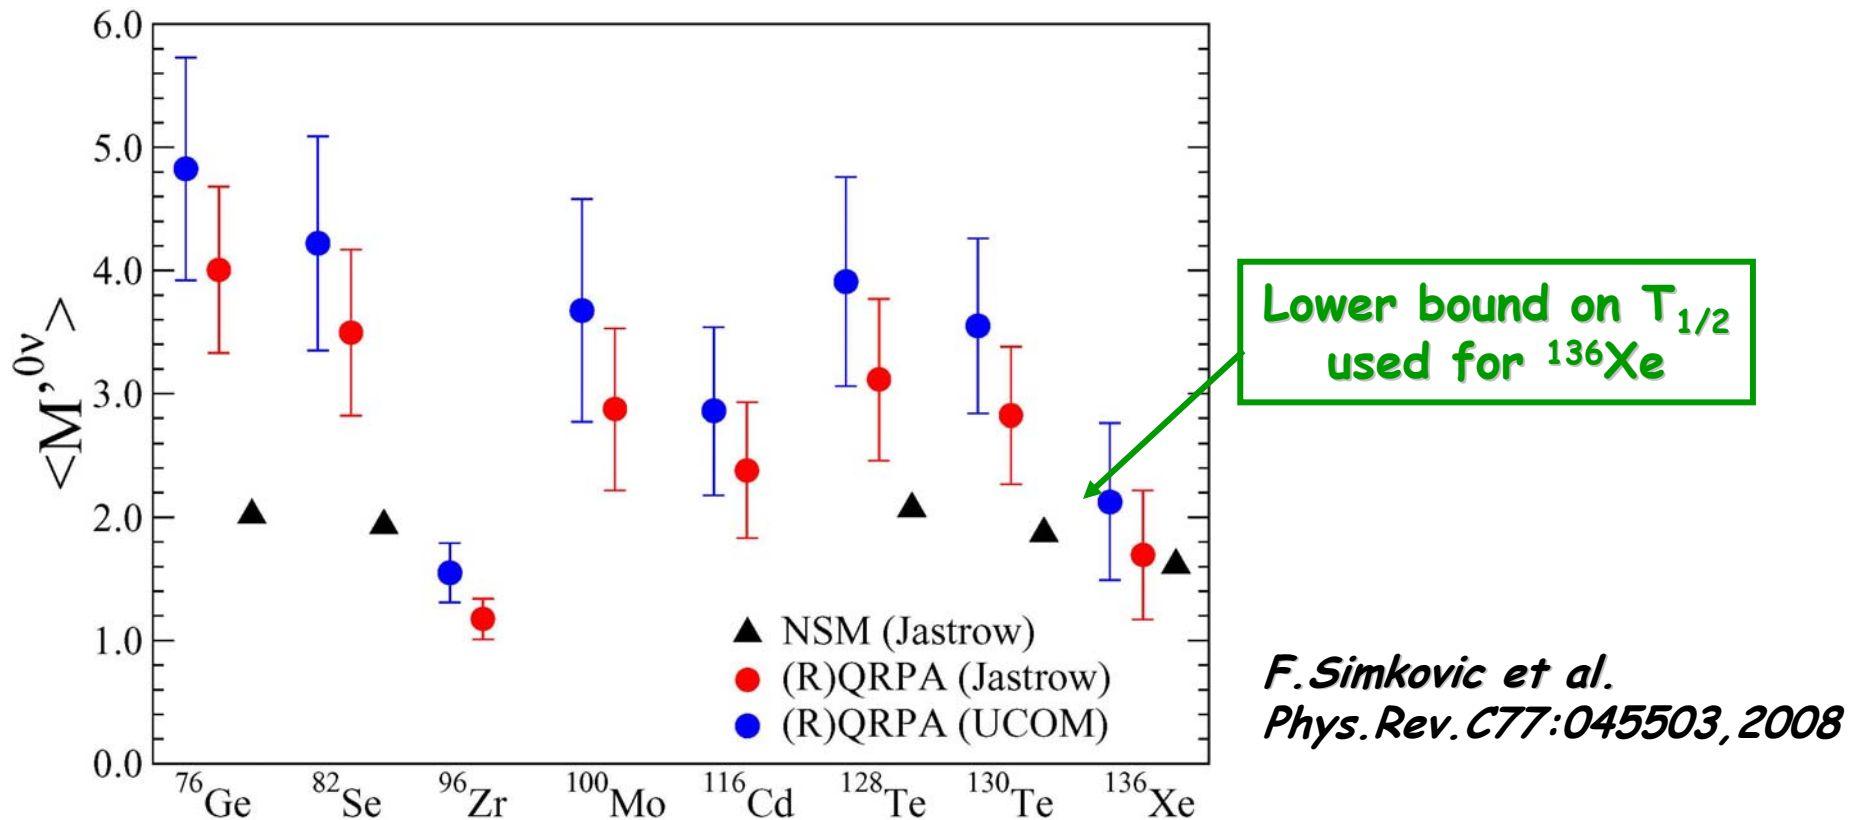 6.0
5.0
4.0
3.0
2.0
1.0
0.0
<M’⁰ᵛ>
NSM (Jastrow)
(R)QRPA (Jastrow)
(R)QRPA (UCOM)
⁷⁶Ge ⁸²Se ⁹⁶Zr ¹⁰⁰Mo ¹¹⁶Cd ¹²⁸Te ¹³⁰Te ¹³⁶Xe
Lower bound on T₁/₂
used for ¹³⁶Xe
F.Simkovic et al.
Phys.Rev.C77:045503,2008